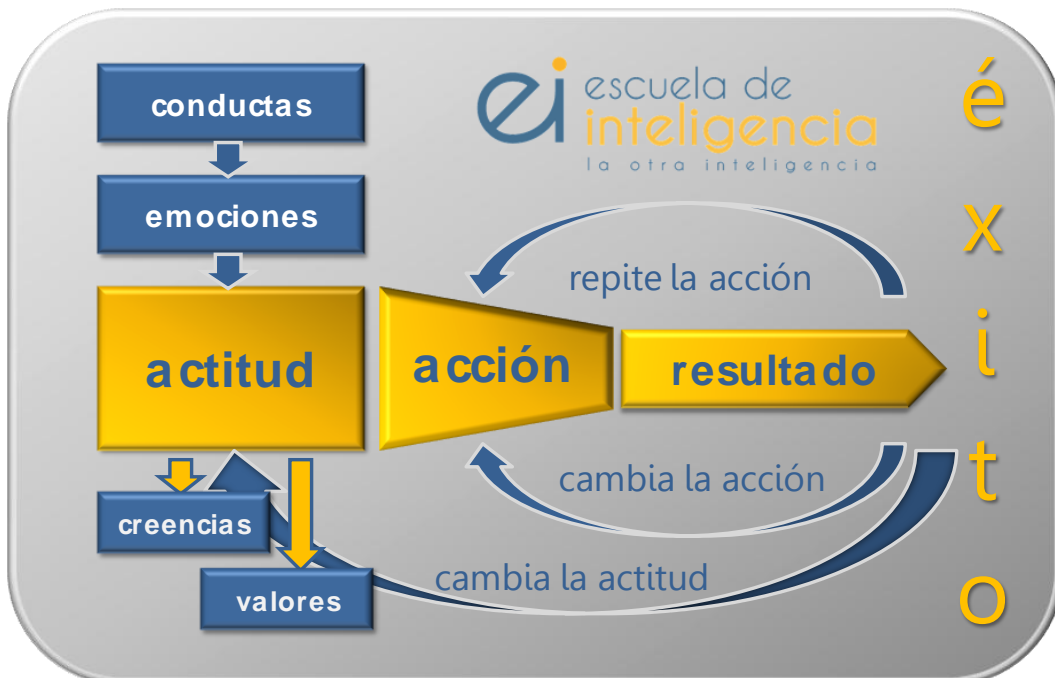 conductas
escuela de
inteligencia
la otra inteligencia
emociones
repite la acción
actitud
acción
resultado
cambia la acción
creencias
cambia la actitud
valores
éxito